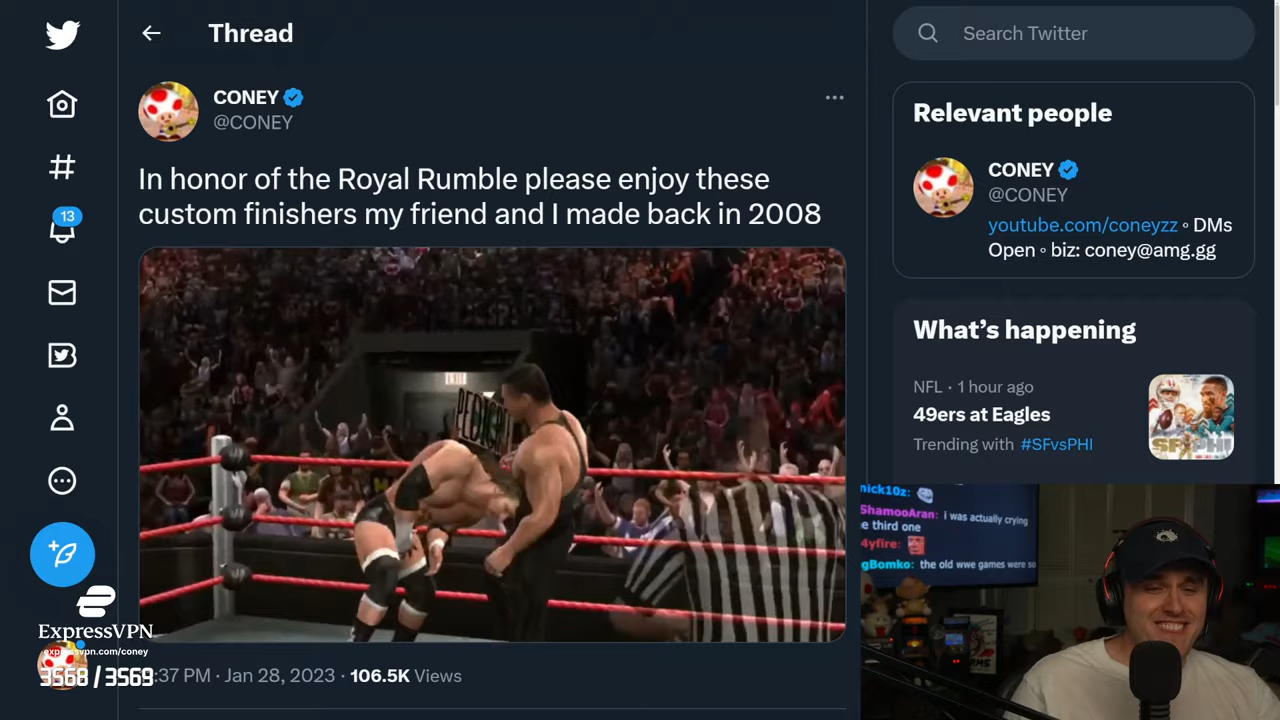 Thread
CONEY
@CONEY
In honor of the Royal Rumble please enjoy these
custom finishers my friend and I made back in 2008
:37 PM · Jan 28, 2023 · 106.5K Views
13
ExpressVPN
expressvpn.com/coney
3568 / 3569
Search Twitter
Relevant people
CONEY
@CONEY
youtube.com/coneyzz ◦ DMs
Open ◦ biz: coney@amg.gg
What's happening
NFL · 1 hour ago
49ers at Eagles
Trending with #SFvsPHI
nick10z:
ShamooAran: i was actually crying
e third one
4yfire:
gBomko: the old wwe games were so